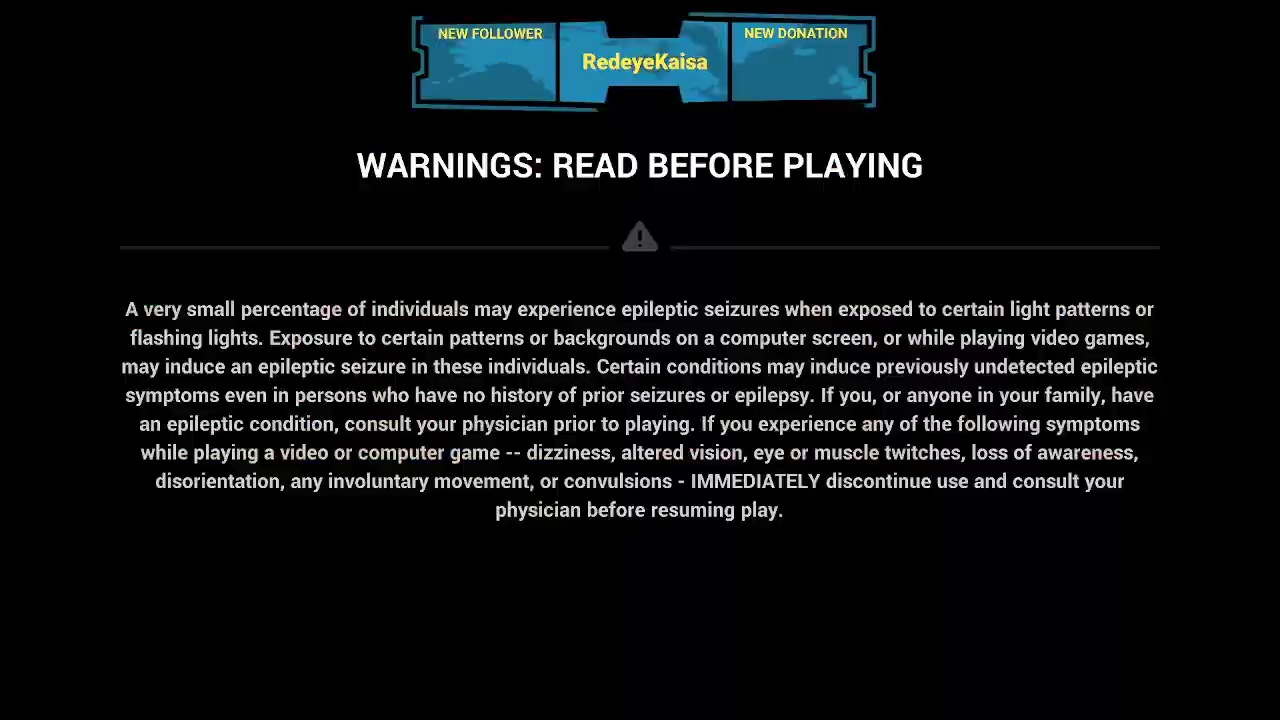 NEW FOLLOWER
RedeyeKaisa
NEW DONATION
WARNINGS: READ BEFORE PLAYING
A very small percentage of individuals may experience epileptic seizures when exposed to certain light patterns or
flashing lights. Exposure to certain patterns or backgrounds on a computer screen, or while playing video games,
may induce an epileptic seizure in these individuals. Certain conditions may induce previously undetected epileptic
symptoms even in persons who have no history of prior seizures or epilepsy. If you, or anyone in your family, have
an epileptic condition, consult your physician prior to playing. If you experience any of the following symptoms
while playing a video or computer game -- dizziness, altered vision, eye or muscle twitches, loss of awareness,
disorientation, any involuntary movement, or convulsions - IMMEDIATELY discontinue use and consult your
physician before resuming play.